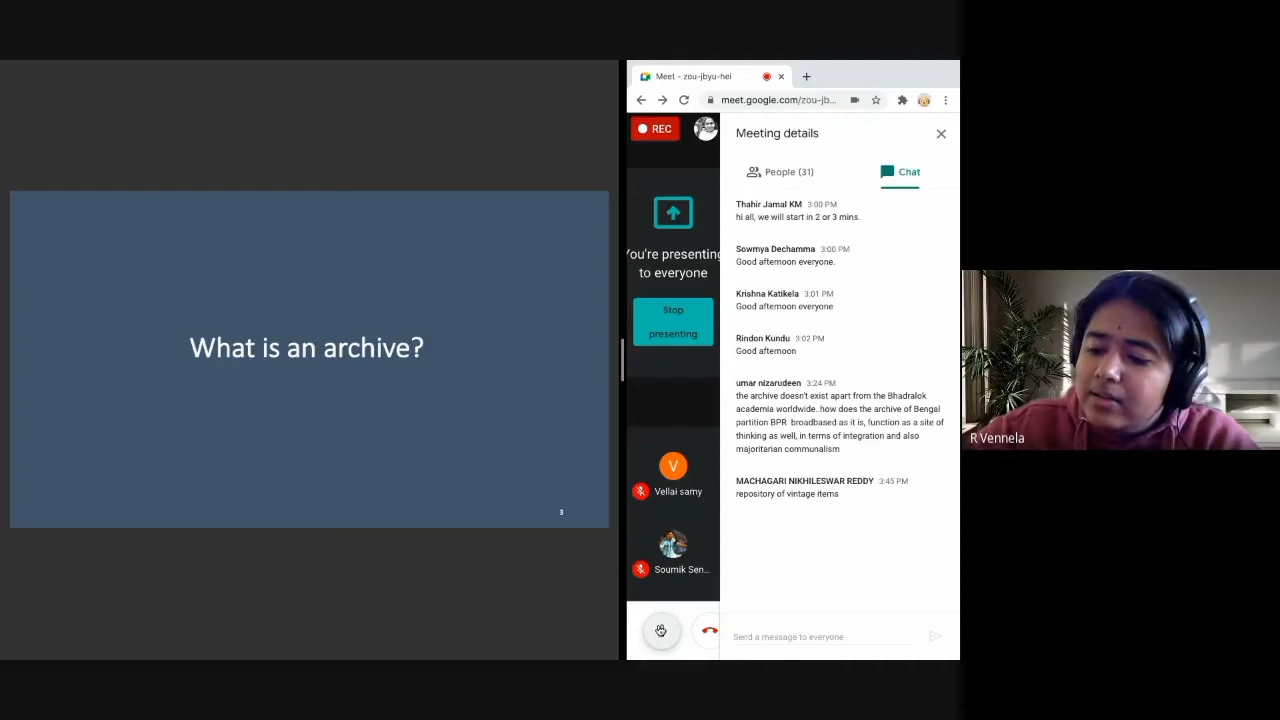 What is an archive?
3
Meet - zou-jbyu-hei
meet.google.com/zou-jb...
REC
You're presenting
to everyone
Stop
presenting
V
Vellai samy
Soumik Sen...
Meeting details
People (31)
Chat
Thahir Jamal KM 3:00 PM
hi all, we will start in 2 or 3 mins.
Sowmya Dechamma 3:00 PM
Good afternoon everyone.
Krishna Katikela 3:01 PM
Good afternoon everyone
Rindon Kundu 3:02 PM
Good afternoon
umar nizarudeen 3:24 PM
the archive doesn't exist apart from the Bhadralok
academia worldwide..how does the archive of Bengal
partition BPR broadbased as it is, function as a site of
thinking as well, in terms of integration and also
majoritarian communalism
MACHAGARI NIKHILESWAR REDDY 3:45 PM
repository of vintage items
Send a message to everyone
R Vennela